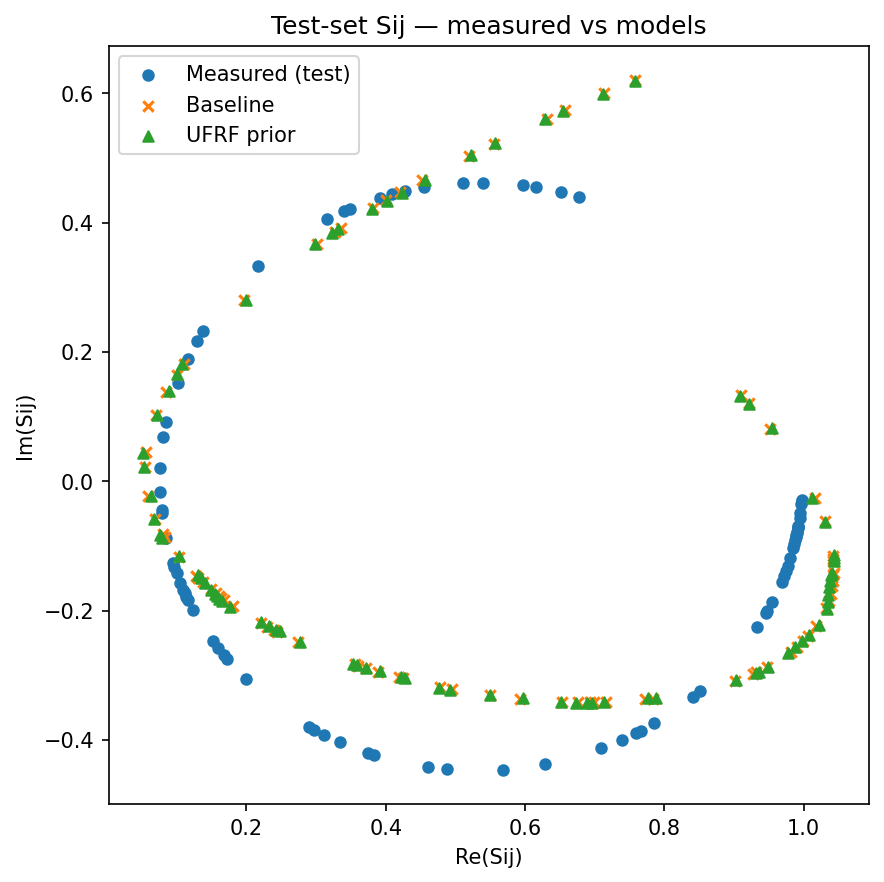 Test-set Sij — measured vs models
Measured (test)
Baseline
UFRF prior
0.6
0.4
0.2
0.0
−0.2
−0.4
Im(Sij)
0.2
0.4
0.6
0.8
1.0
Re(Sij)